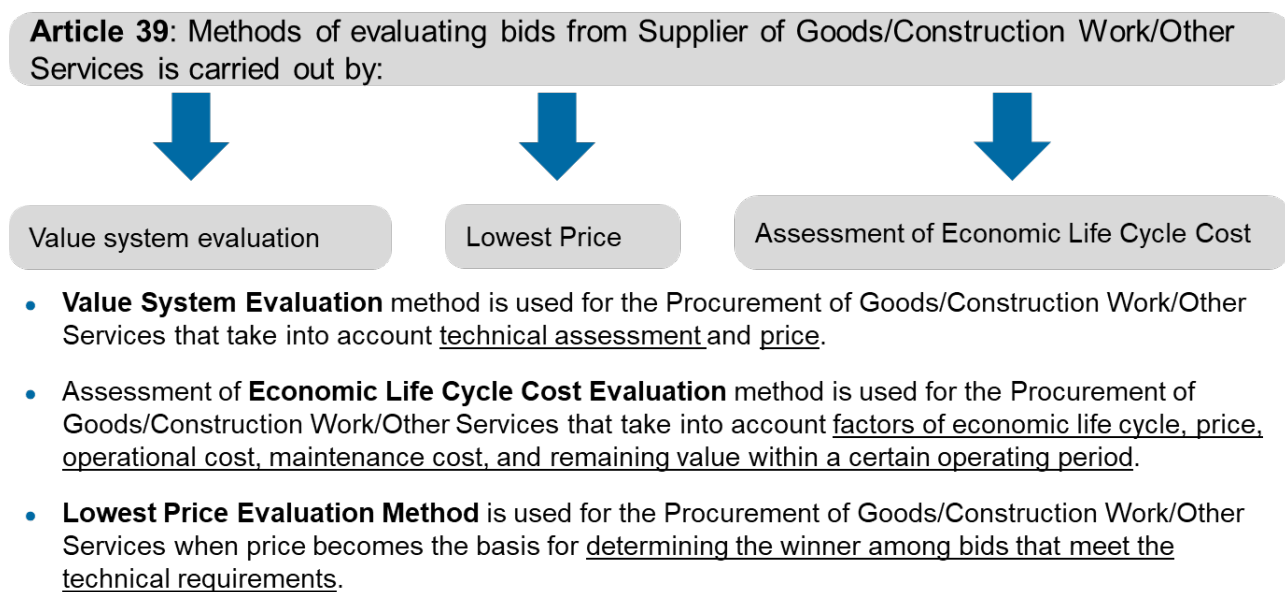 Article 39: Methods of evaluating bids from Supplier of Goods/Construction Work/Other
Services is carried out by:
Value system evaluation
Lowest Price
Assessment of Economic Life Cycle Cost
• Value System Evaluation method is used for the Procurement of Goods/Construction Work/Other
Services that take into account technical assessment and price.
• Assessment of Economic Life Cycle Cost Evaluation method is used for the Procurement of
Goods/Construction Work/Other Services that take into account factors of economic life cycle, price,
operational cost, maintenance cost, and remaining value within a certain operating period.
• Lowest Price Evaluation Method is used for the Procurement of Goods/Construction Work/Other
Services when price becomes the basis for determining the winner among bids that meet the
technical requirements.